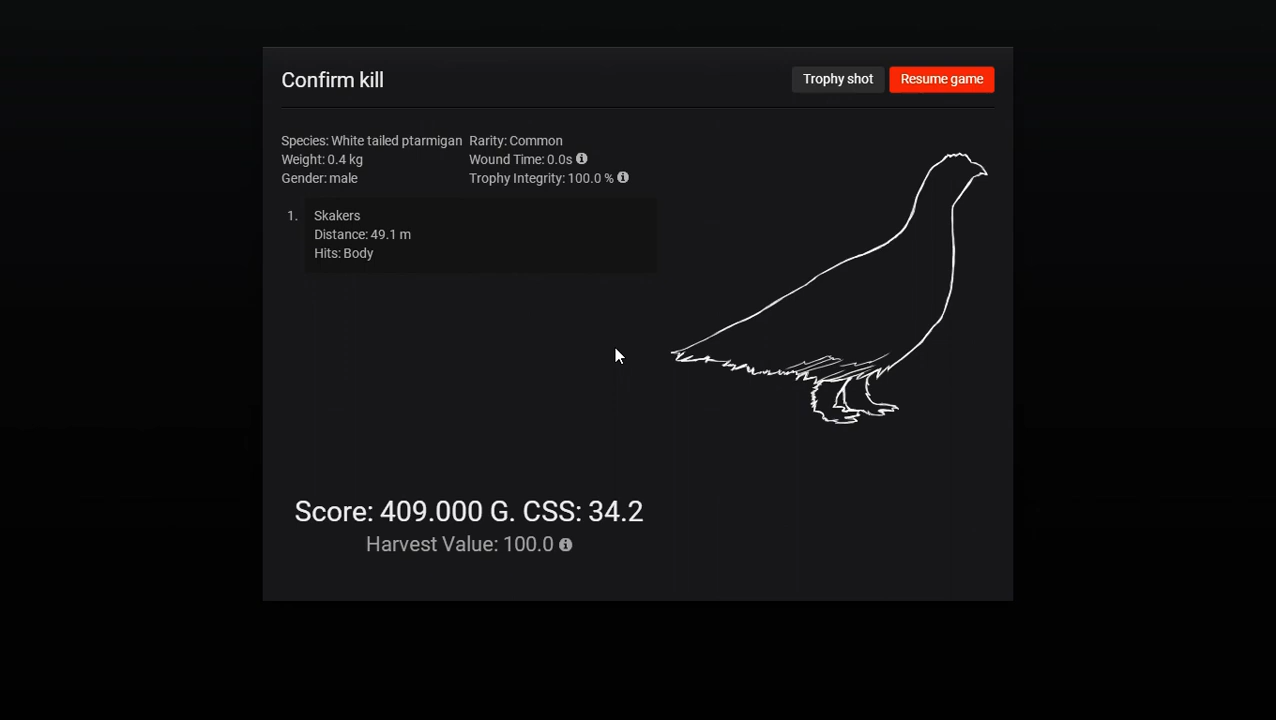 Confirm kill
Trophy shot
Resume game
Species: White tailed ptarmigan
Rarity: Common
Weight: 0.4 kg
Wound Time: 0.0s
Gender: male
Trophy Integrity: 100.0 %
1.
Skakers
Distance: 49.1 m
Hits: Body
Score: 409.000 G. CSS: 34.2
Harvest Value: 100.0